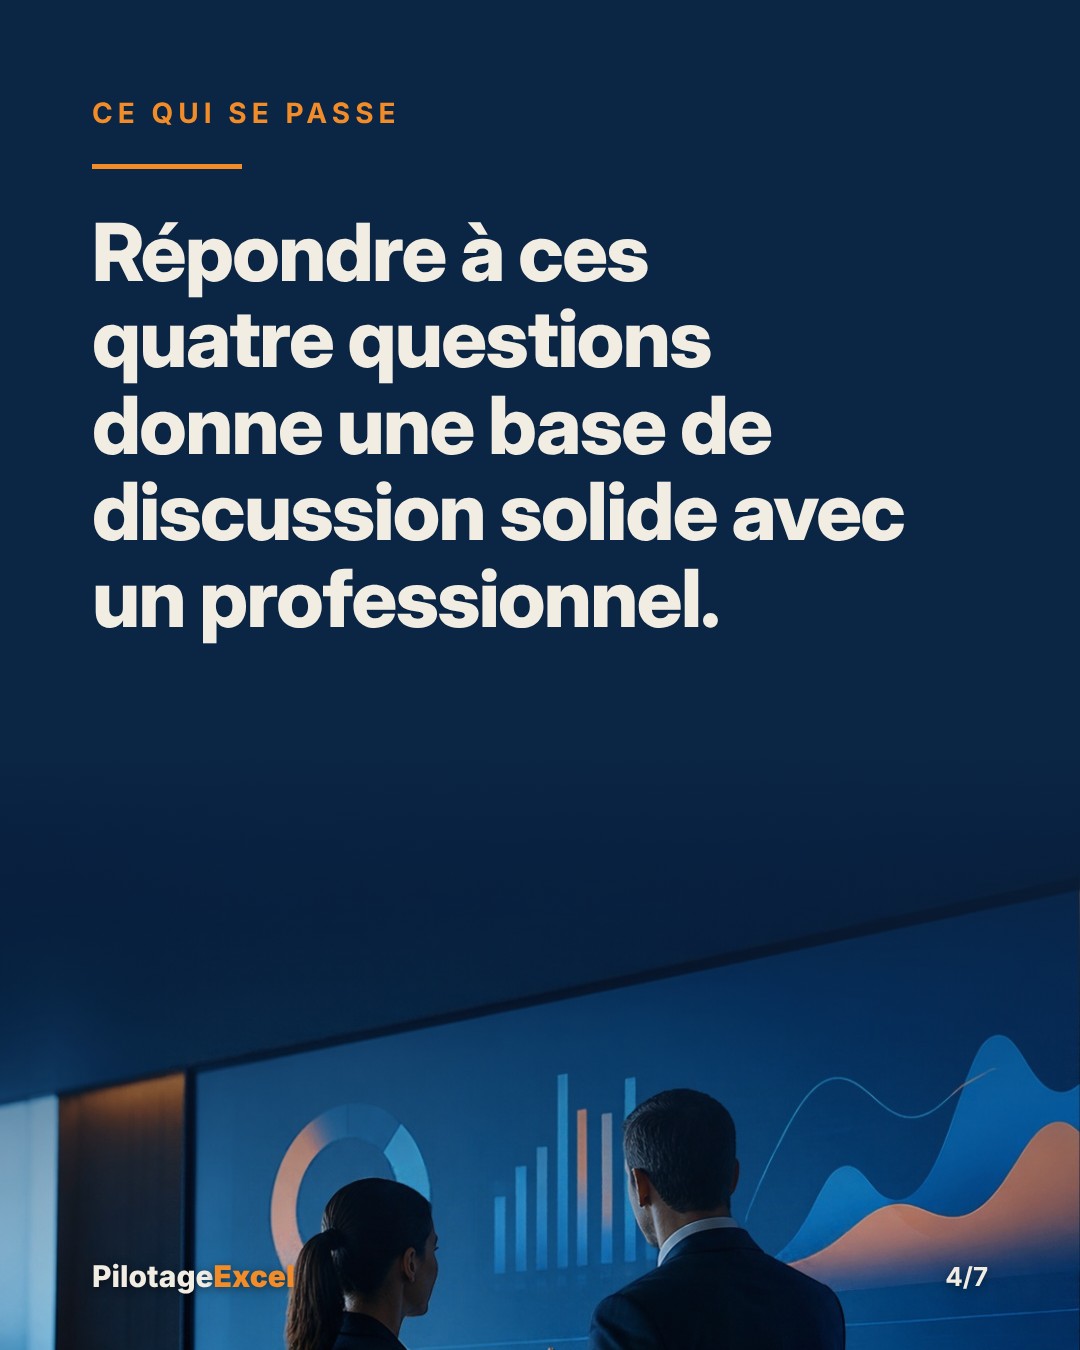 CE QUI SE PASSE
Répondre à ces
quatre questions
donne une base de
discussion solide avec
un professionnel.
PilotageExcel
4/7